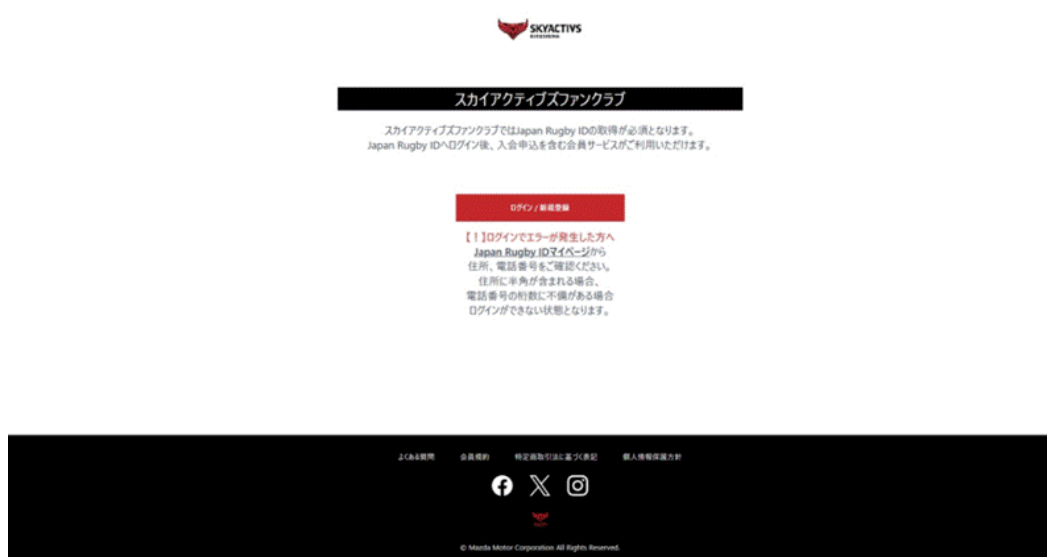 SKYACTIVS
HIROSHIMA
スカイアクティブズファンクラブ
スカイアクティブズファンクラブではJapan Rugby IDの取得が必須となります。
Japan Rugby IDへログイン後、入会申込を含む会員サービスがご利用いただけます。
ログイン / 新規登録
【！】ログインでエラーが発生した方へ
Japan Rugby IDマイページから
住所、電話番号をご確認ください。
住所に半角が含まれる場合、
電話番号の桁数に不備がある場合
ログインができない状態となります。
よくある質問 会員規約 特定商取引法に基づく表記 個人情報保護方針
© Mazda Motor Corporation All Rights Reserved.